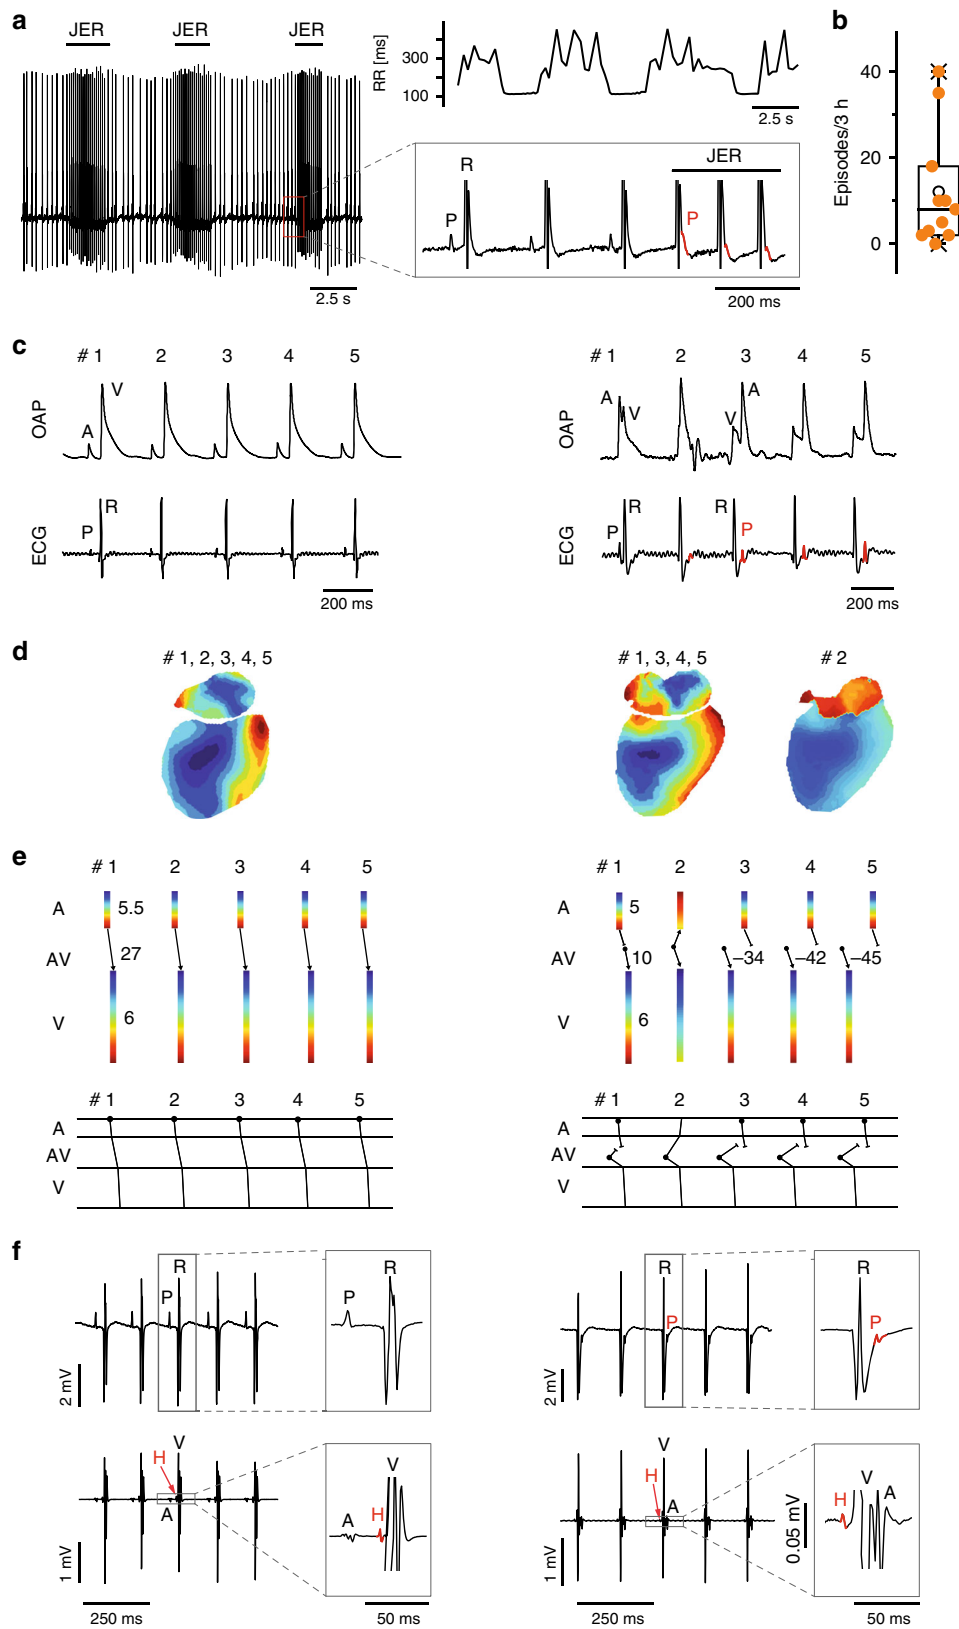 a
JER JER JER
2.5 s
RR [ms]
300
100
2.5 s
R
P
JER
P
200 ms
b
Episodes/3 h
40
20
0
c
# 1 2 3 4 5
OAP
A
V
ECG
P
R
200 ms
# 1 2 3 4 5
OAP
A
V
V
A
ECG
P
R
R
P
200 ms
d
# 1, 2, 3, 4, 5
# 1, 3, 4, 5
# 2
e
# 1 2 3 4 5
A
5.5
AV
27
V
6
# 1 2 3 4 5
A
5
AV
10
–34
–42
–45
V
6
# 1 2 3 4 5
A
AV
V
# 1 2 3 4 5
A
AV
V
f
R
P
2 mV
P
R
V
H
A
1 mV
V
A
H
250 ms
50 ms
R
P
2 mV
R
P
V
H
A
1 mV
0.05 mV
V
A
H
250 ms
50 ms